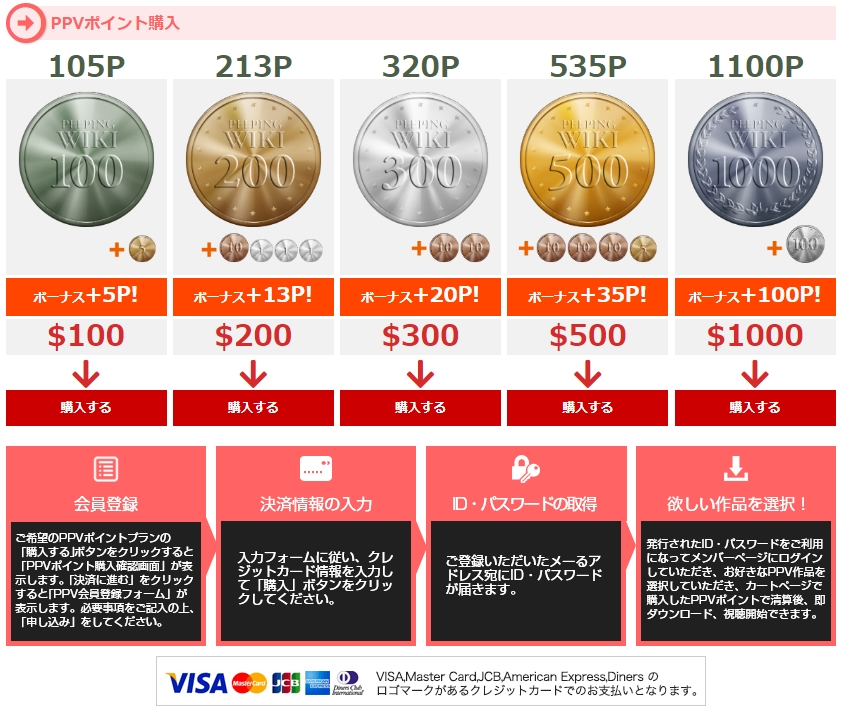 PPVポイント購入
105P 213P 320P 535P 1100P
PEEPING PEEPING PEEPING PEEPING PEEPING
WIKI WIKI WIKI WIKI WIKI
100 200 300 500 1000
+ 5 + 10 1 1 1 + 10 10 + 10 10 10 5 + 100
ボーナス+5P! ボーナス+13P! ボーナス+20P! ボーナス+35P! ボーナス+100P!
$100 $200 $300 $500 $1000
購入する 購入する 購入する 購入する 購入する
会員登録
ご希望のPPVポイントプランの
「購入する」ボタンをクリックすると
「PPVポイント購入確認画面」が表
示します。「決済に進む」をクリック
すると「PPV会員登録フォーム」が
表示します。必要事項をご記入の上、
「申し込み」をしてください。
決済情報の入力
入力フォームに従い、クレ
ジットカード情報を入力し
て「購入」ボタンをクリッ
クしてください。
ID・パスワードの取得
ご登録いただいたメールア
ドレス宛にID・パスワード
が届きます。
欲しい作品を選択！
発行されたID・パスワードをご利用
になってメンバーページにログイン
していただき、お好きなPPV作品を
選択していただき、カートページで
購入したPPVポイントで清算後、即
ダウンロード、視聴開始できます。
VISA MasterCard JCB AMERICAN EXPRESS Diners Club International
VISA,Master Card,JCB,American Express,Diners の
ロゴマークがあるクレジットカードでのお支払いとなります。